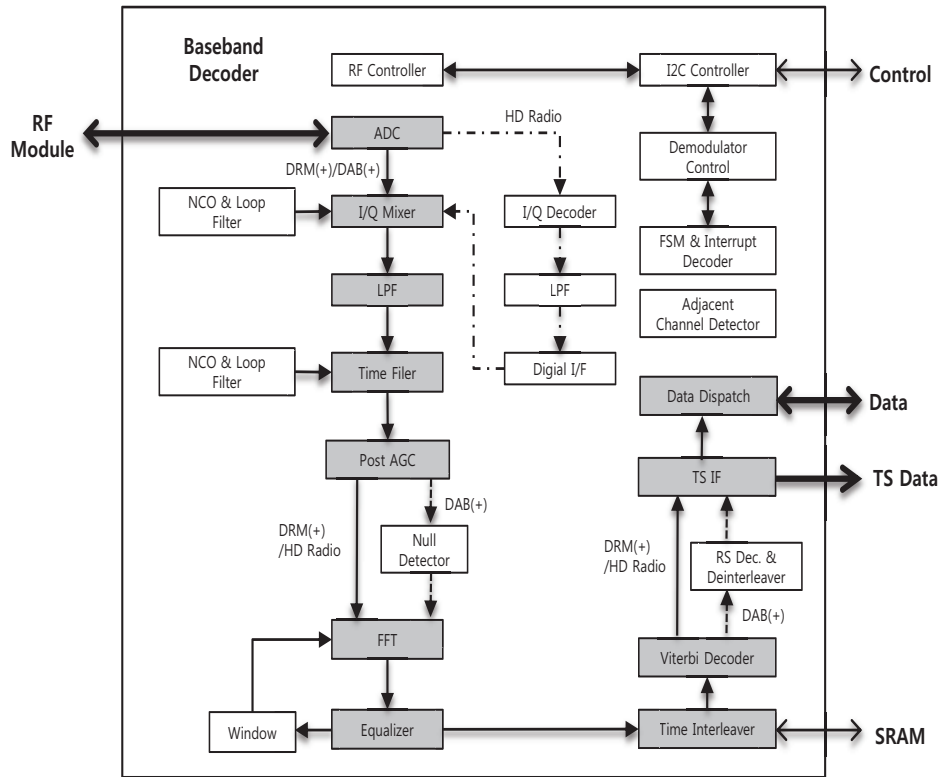 Baseband
Decoder
RF Controller
I2C Controller
Control
RF
Module
ADC
HD Radio
Demodulator
Control
DRM(+)/DAB(+)
NCO & Loop
Filter
I/Q Mixer
I/Q Decoder
FSM & Interrupt
Decoder
LPF
LPF
Adjacent
Channel Detector
NCO & Loop
Filter
Time Filer
Digial I/F
Data Dispatch
Data
Post AGC
TS IF
TS Data
DAB(+)
DRM(+)
/HD Radio
Null
Detector
DRM(+)
/HD Radio
RS Dec. &
Deinterleaver
DAB(+)
FFT
Viterbi Decoder
Window
Equalizer
Time Interleaver
SRAM